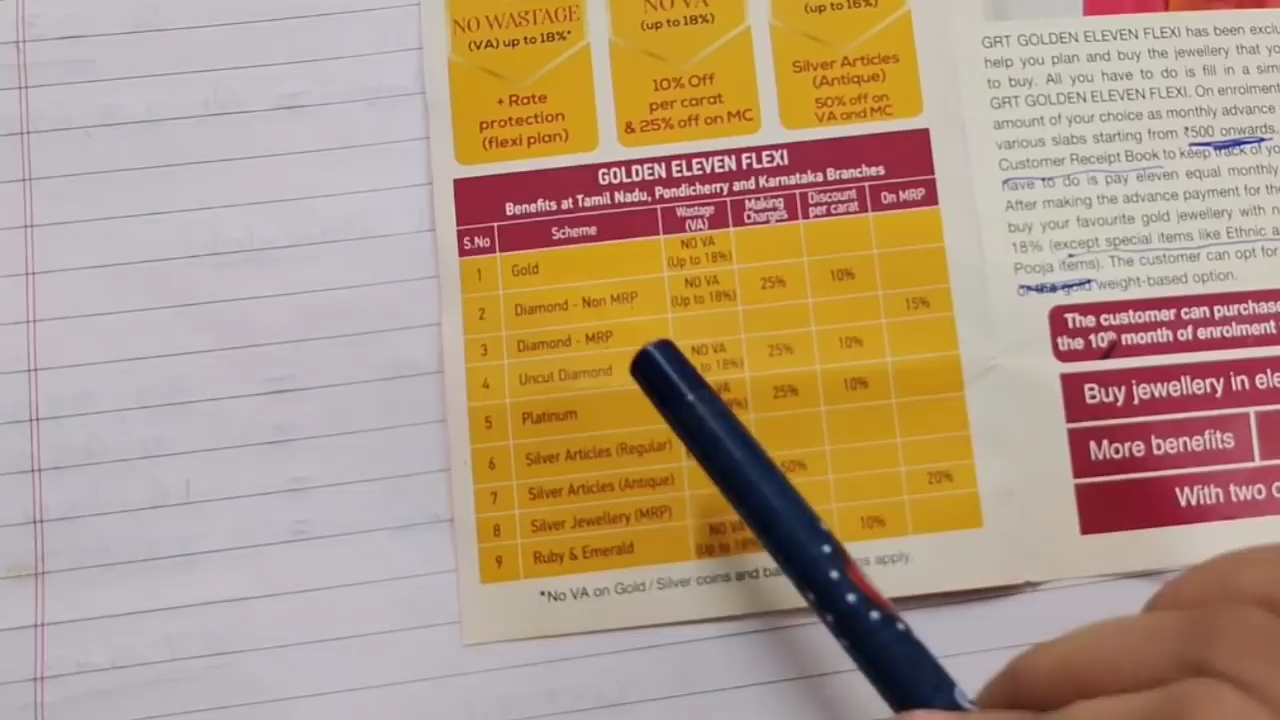 NO WASTAGE
(VA) up to 18%*
+ Rate
protection
(flexi plan)
NO VA
(up to 18%)
10% Off
per carat
& 25% off on MC
(up to 16%)
Silver Articles
(Antique)
50% off on
VA and MC
GOLDEN ELEVEN FLEXI
Benefits at Tamil Nadu, Pondicherry and Karnataka Branches
S.No Scheme Wastage (VA) Making Charges Discount per carat On MRP
1 Gold NO VA (Up to 18%)
2 Diamond - Non MRP NO VA (Up to 18%) 25% 10%
3 Diamond - MRP 15%
4 Uncut Diamond NO VA to 18%) 25% 10%
5 Platinum 25% 10%
6 Silver Articles (Regular)
7 Silver Articles (Antique) 50%
8 Silver Jewellery (MRP) 20%
9 Ruby & Emerald NO VA (Up to 10%
*No VA on Gold / Silver coins and apply.
GRT GOLDEN ELEVEN FLEXI has been
help you plan and buy the jewellery that
to buy. All you have to do is fill in a
GRT GOLDEN ELEVEN FLEXI. On enrolment
amount of your choice as monthly advance
various slabs starting from ₹500 onwards
Customer Receipt Book to keep track of
have to do is pay eleven equal monthly
After making the advance payment for
buy your favourite gold jewellery with
18% (except special items like Ethnic
Pooja items). The customer can opt for
or the gold weight-based option.
The customer can purchase
the 10th month of enrolment
Buy jewellery in
More benefits
With two